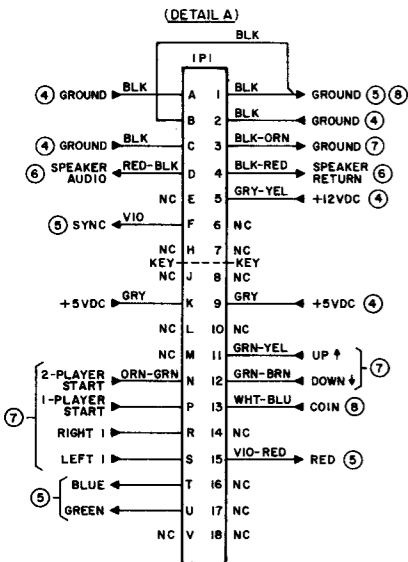 (DETAIL A)
BLK
1P1
④ GROUND BLK A 1 BLK GROUND ⑤ ⑧
B 2 BLK GROUND ④
④ GROUND BLK C 3 BLK-ORN GROUND ⑦
⑥ SPEAKER AUDIO RED-BLK D 4 BLK-RED SPEAKER RETURN ⑥
NC E 5 GRY-YEL +12VDC ④
⑤ SYNC VIO F 6 NC
NC H 7 NC
KEY KEY
NC J 8 NC
+5VDC GRY K 9 GRY +5VDC ④
NC L 10 NC
NC M 11 GRN-YEL UP ↑
2-PLAYER START ORN-GRN N 12 GRN-BRN DOWN ↓ ⑦
⑦ 1-PLAYER START P 13 WHT-BLU COIN ⑧
RIGHT 1 R 14 NC
LEFT 1 S 15 VIO-RED RED ⑤
⑤ BLUE T 16 NC
GREEN U 17 NC
NC V 18 NC